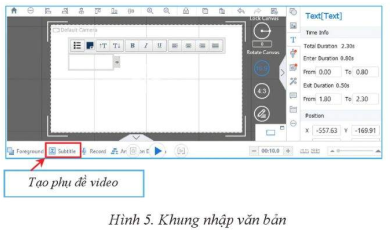 Default Camera
Lock Canvas
Rotate Canvas
4:3
Text[Text]
Time Info
Total Duration 2.30s
Enter Duration 0.80s
From 0.00 To 0.80
Exit Duration 0.50s
From 1.80 To 2.30
Position
X -557.63 Y -169.91
Foreground
Subtitle
Record
00:10.0
Tạo phụ đề video
Hình 5. Khung nhập văn bản